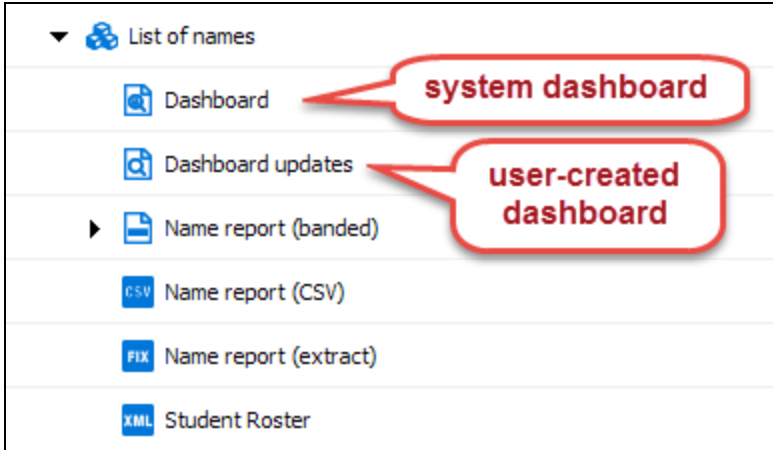 List of names
Dashboard
system dashboard
Dashboard updates
user-created
dashboard
Name report (banded)
CSV Name report (CSV)
FIX Name report (extract)
XML Student Roster